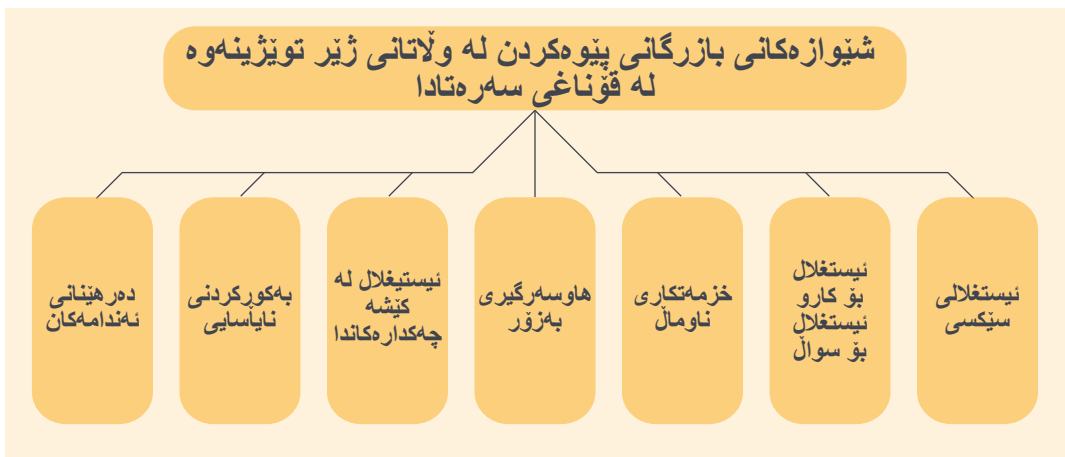 شێوازەکانی بازرگانی پێوەکردن لە وڵاتانی ژێر توێژینەوە
لە قۆناغی سەرەتادا
ئیستغلالی
سێکسی
ئیستغلال
بۆ کارو
ئیستغلال
بۆ سواڵ
خزمەتکاری
ناوماڵ
هاوسەرگیری
بەزۆر
ئیستیغلال لە
کێشە
چەکدارەکاندا
بەکورکردنی
نایاسایی
دەرهێنانی
ئەندامەکان